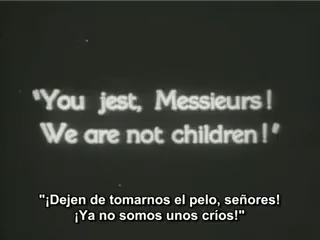 "You jest, Messieurs!
We are not children!"
"¡Dejen de tomarnos el pelo, señores!
¡Ya no somos unos críos!"